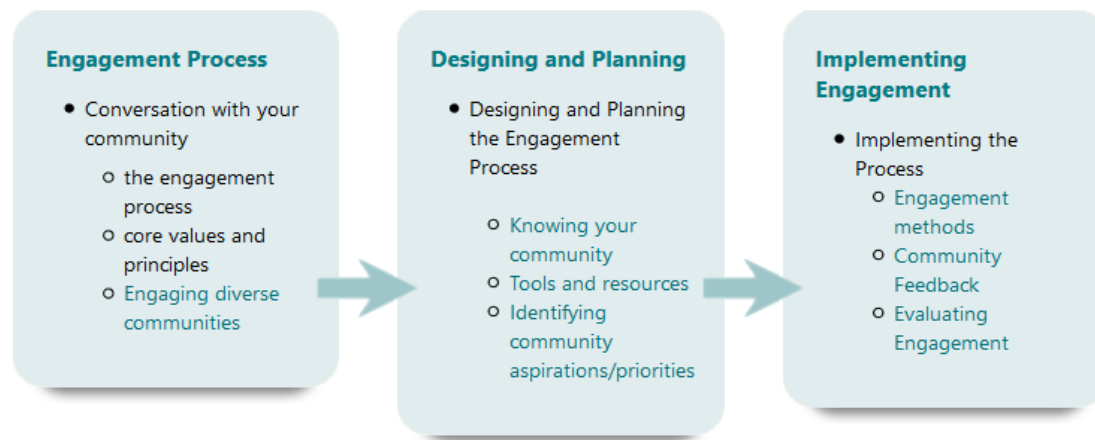 Engagement Process
Conversation with your
community
the engagement
process
core values and
principles
Engaging diverse
communities
Designing and Planning
Designing and Planning
the Engagement
Process
Knowing your
community
Tools and resources
Identifying
community
aspirations/priorities
Implementing
Engagement
Implementing the
Process
Engagement
methods
Community
Feedback
Evaluating
Engagement